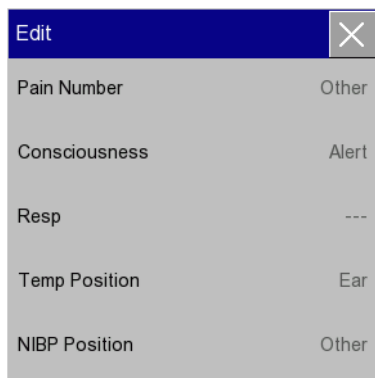 Edit
Pain Number Other
Consciousness Alert
Resp ---
Temp Position Ear
NIBP Position Other